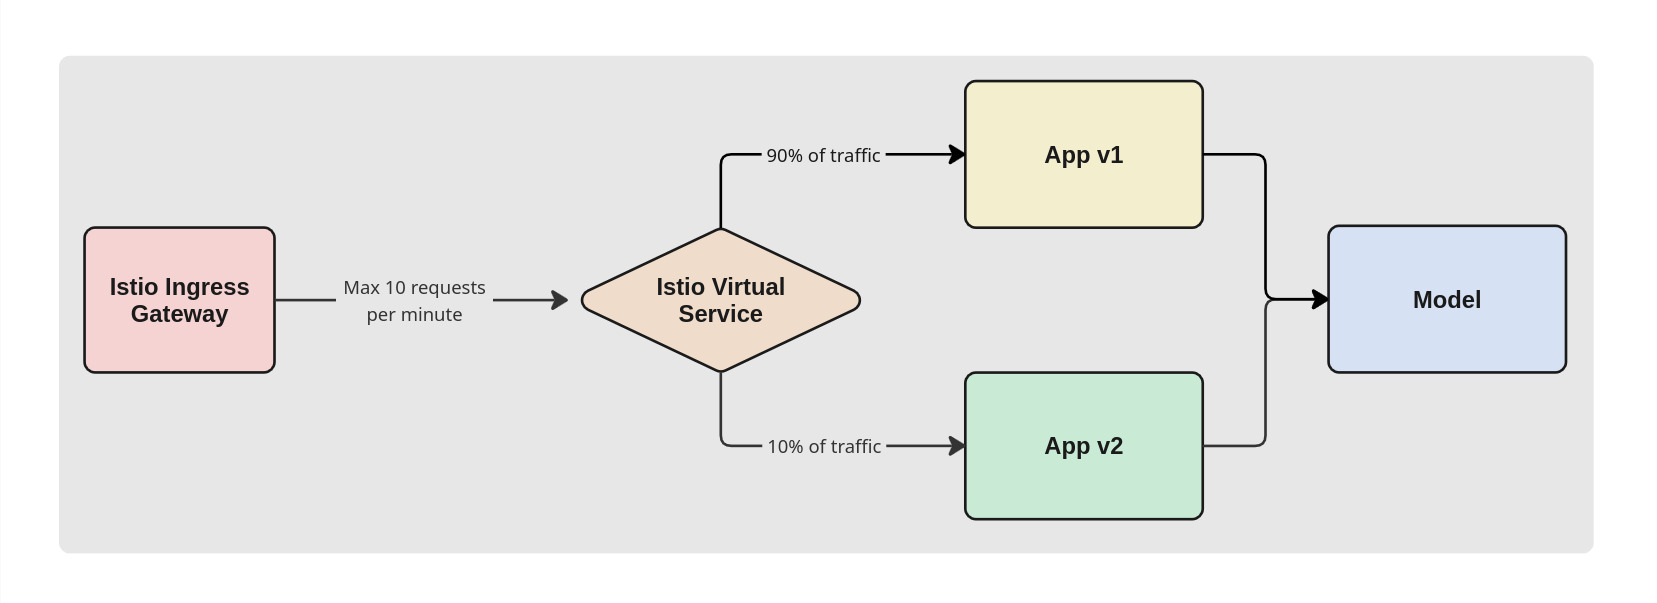 Istio Ingress
Gateway
Max 10 requests
per minute
Istio Virtual
Service
90% of traffic
10% of traffic
App v1
App v2
Model